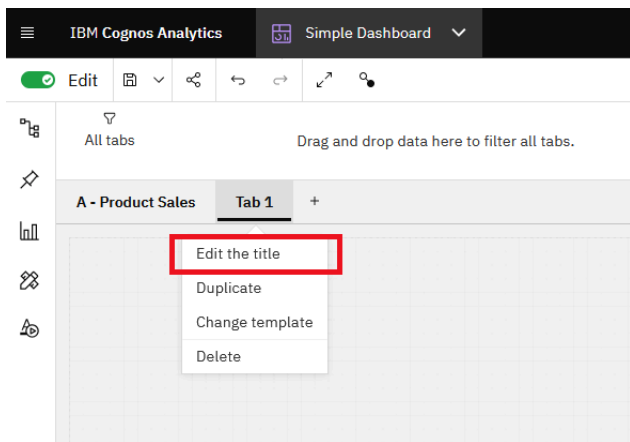 IBM Cognos Analytics Simple Dashboard
Edit
All tabs
Drag and drop data here to filter all tabs.
A - Product Sales Tab 1 +
Edit the title
Duplicate
Change template
Delete